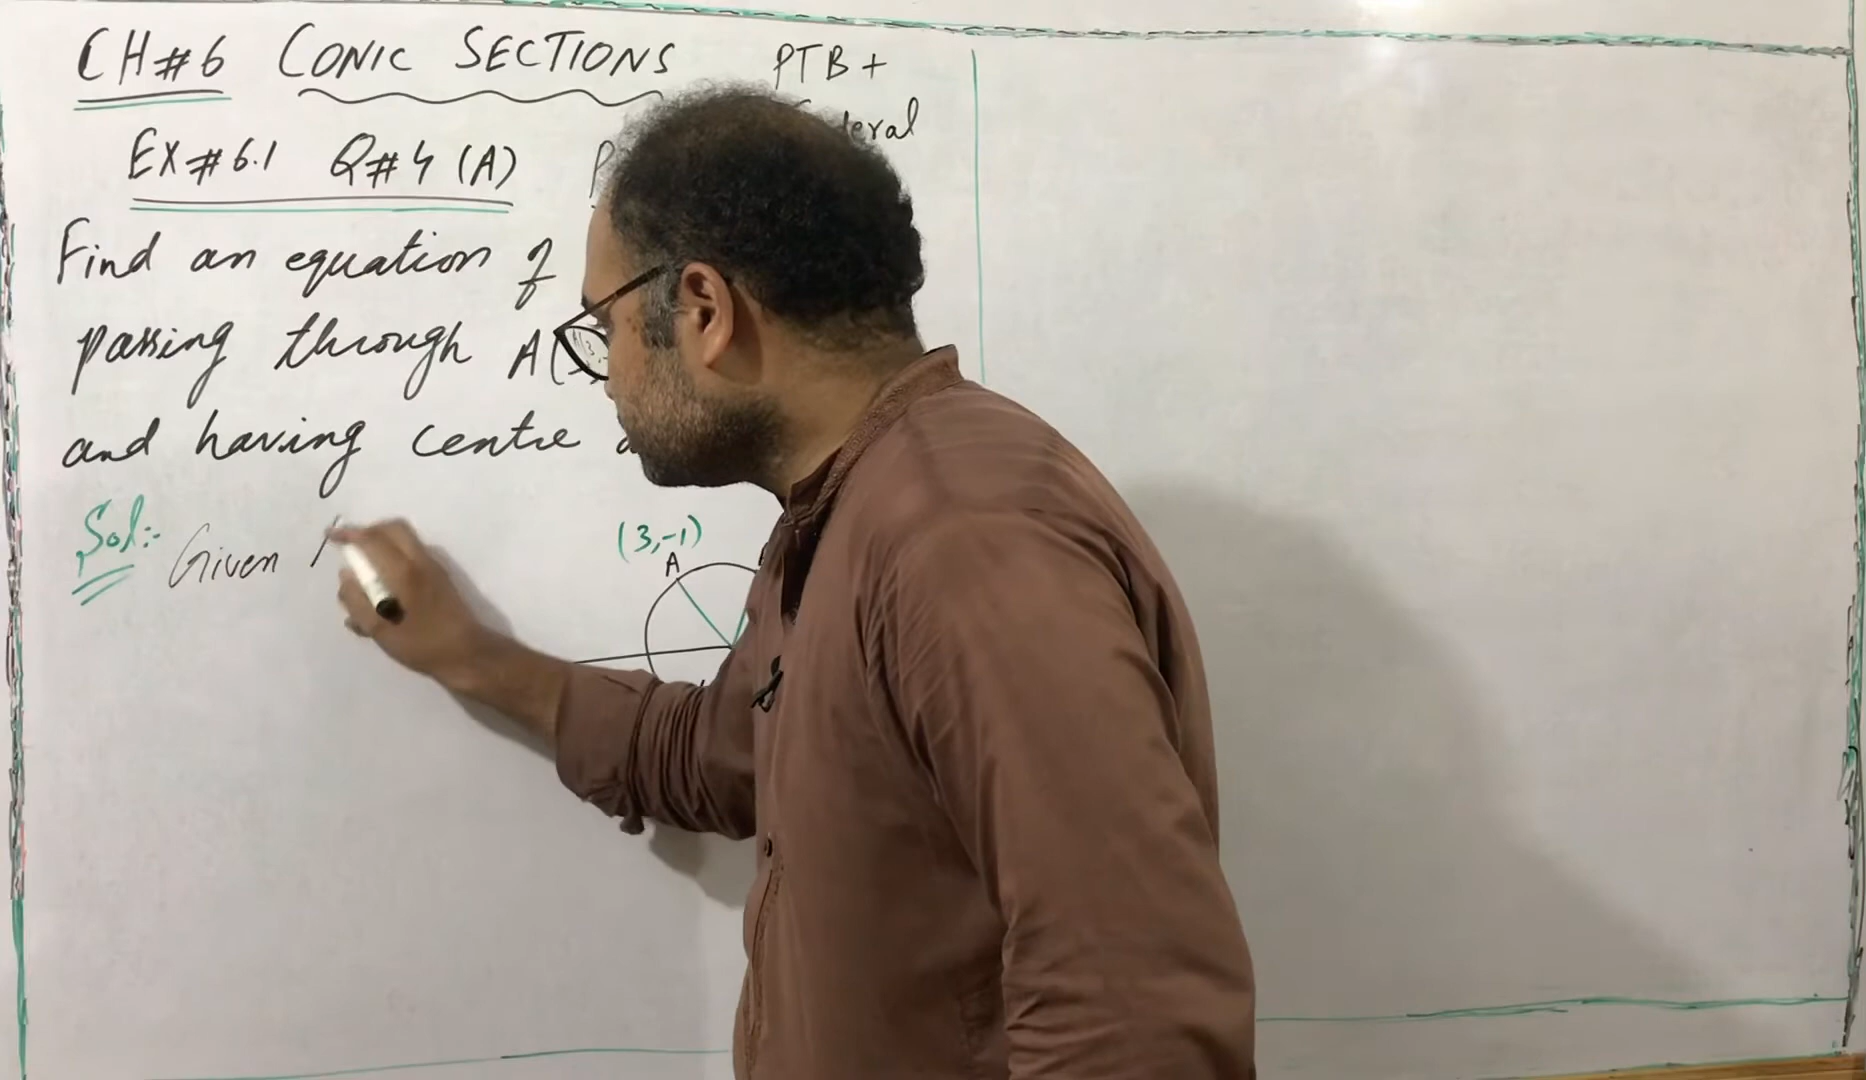 CH#6 CONIC SECTIONS
PTB +
EX#6.1 Q#4 (A)
Find an equation of
passing through A(3,
and having centre
Sol:-
Given
(3,-1)
A